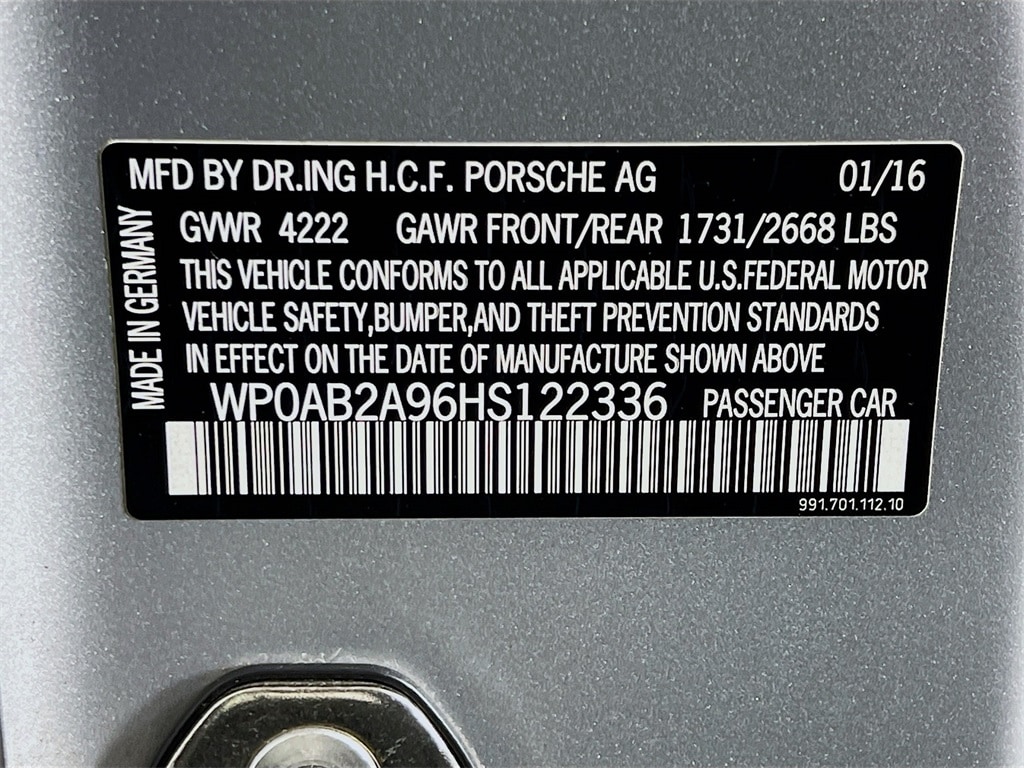 MFD BY DR.ING H.C.F. PORSCHE AG 01/16
GVWR 4222 GAWR FRONT/REAR 1731/2668 LBS
THIS VEHICLE CONFORMS TO ALL APPLICABLE U.S.FEDERAL MOTOR
VEHICLE SAFETY,BUMPER,AND THEFT PREVENTION STANDARDS
IN EFFECT ON THE DATE OF MANUFACTURE SHOWN ABOVE
WP0AB2A96HS122336 PASSENGER CAR
991.701.112.10
MADE IN GERMANY